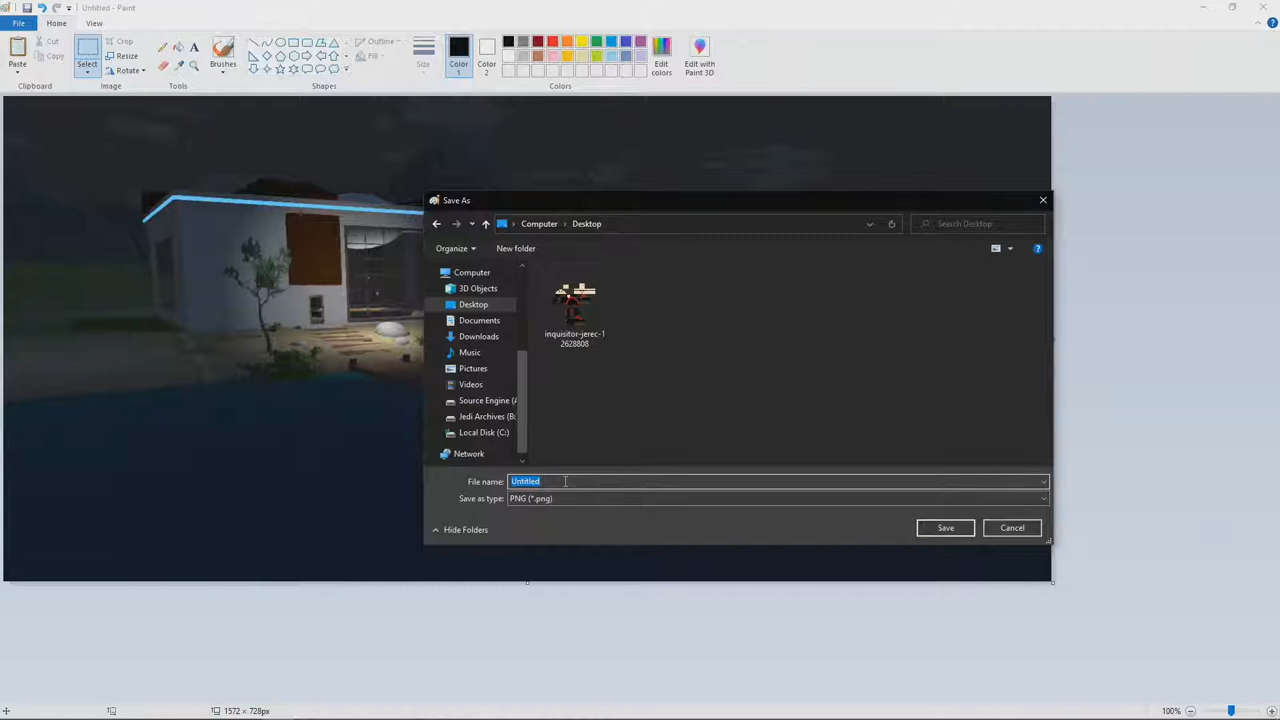 Untitled - Paint
File Home View
Paste
Cut
Copy
Clipboard
Select
Crop
Resize
Rotate
Image
Tools
Brushes
Shapes
Outline
Fill
Size
Color 1
Color 2
Colors
Edit colors
Edit with Paint 3D
Save As
Computer Desktop
Search Desktop
Organize New folder
Computer
3D Objects
Desktop
Documents
Downloads
Music
Pictures
Videos
Source Engine (A
Jedi Archives (B:
Local Disk (C:)
Network
inquisitor-jerec-1
2628808
File name: Untitled
Save as type: PNG (*.png)
Hide Folders
Save Cancel
1572 × 728px
100%